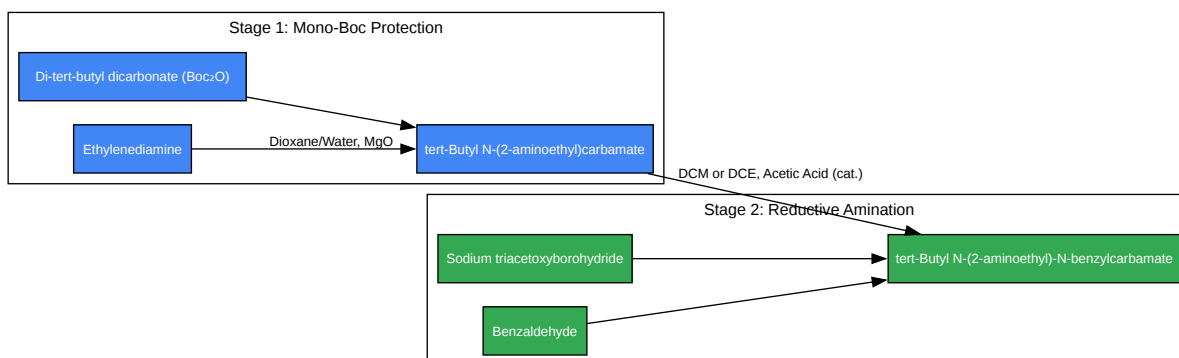 Stage 1: Mono-Boc Protection
Di-tert-butyl dicarbonate (Boc₂O)
Ethylenediamine
Dioxane/Water, MgO
tert-Butyl N-(2-aminoethyl)carbamate
DCM or DCE, Acetic Acid (cat.)
Stage 2: Reductive Amination
Sodium triacetoxyborohydride
tert-Butyl N-(2-aminoethyl)-N-benzylcarbamate
Benzaldehyde